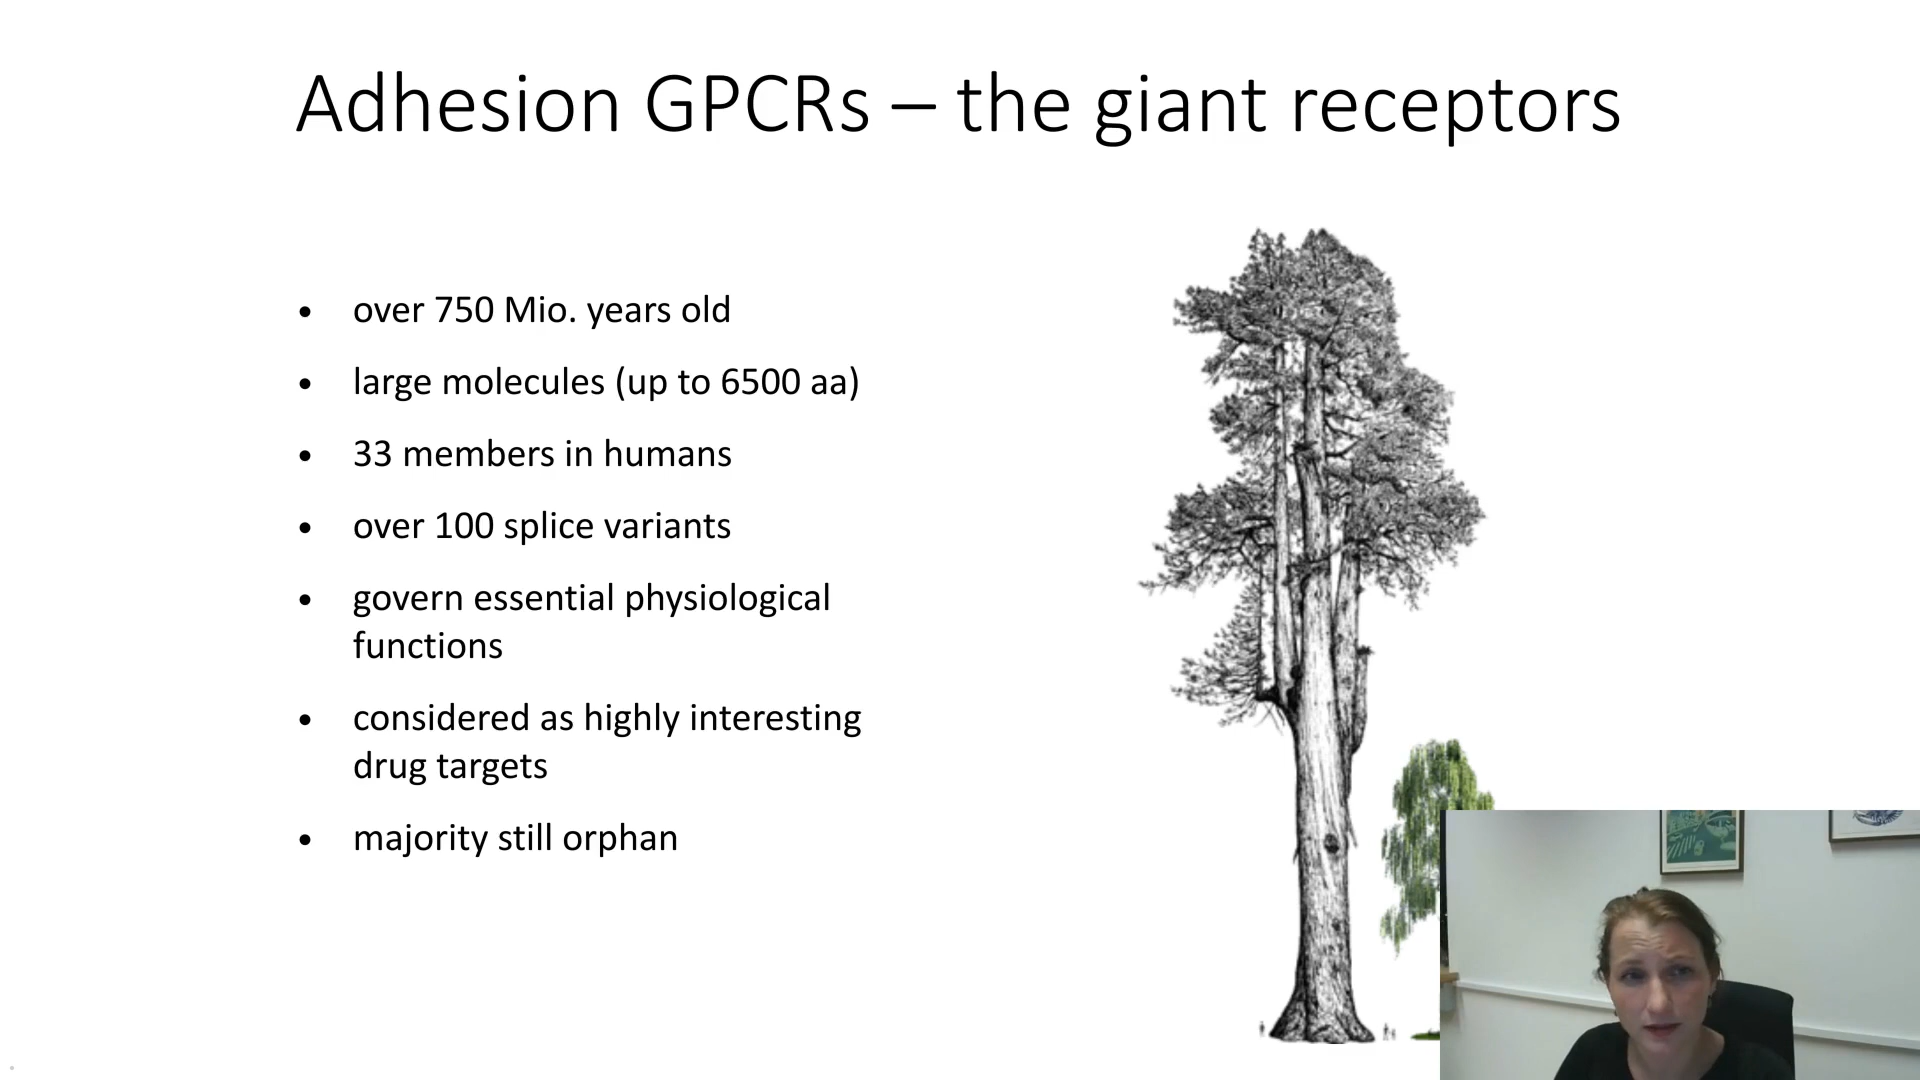 Adhesion GPCRs – the giant receptors
• over 750 Mio. years old
• large molecules (up to 6500 aa)
• 33 members in humans
• over 100 splice variants
• govern essential physiological
functions
• considered as highly interesting
drug targets
• majority still orphan